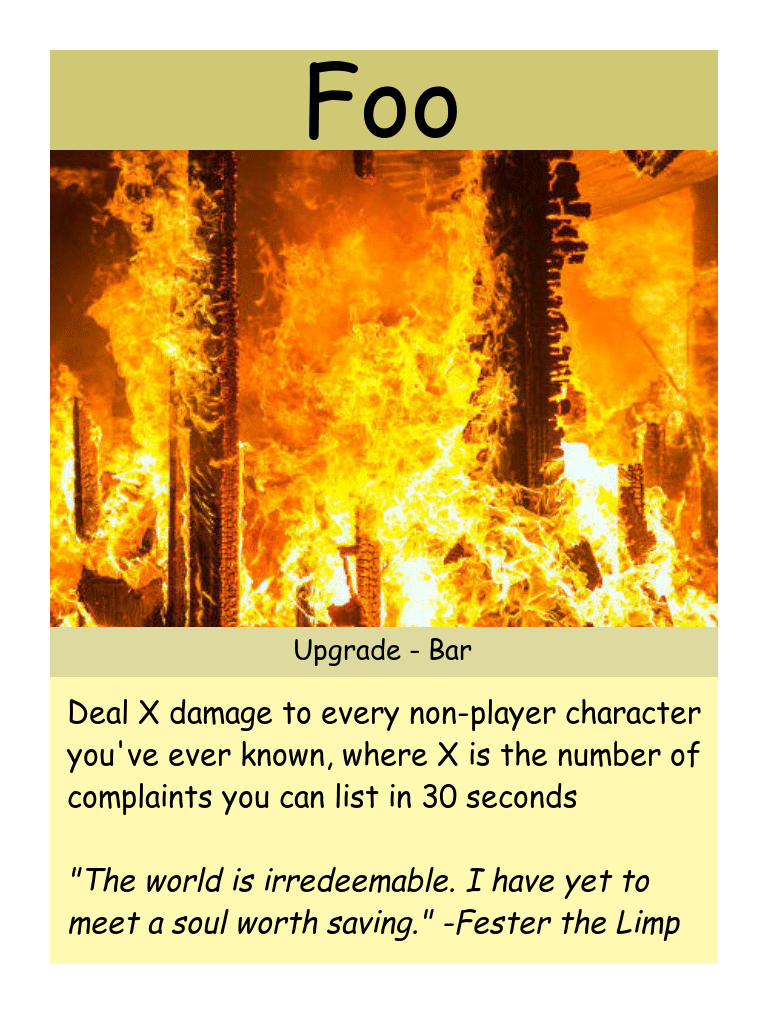 Foo
Upgrade - Bar
Deal X damage to every non-player character
you've ever known, where X is the number of
complaints you can list in 30 seconds
"The world is irredeemable. I have yet to
meet a soul worth saving." -Fester the Limp